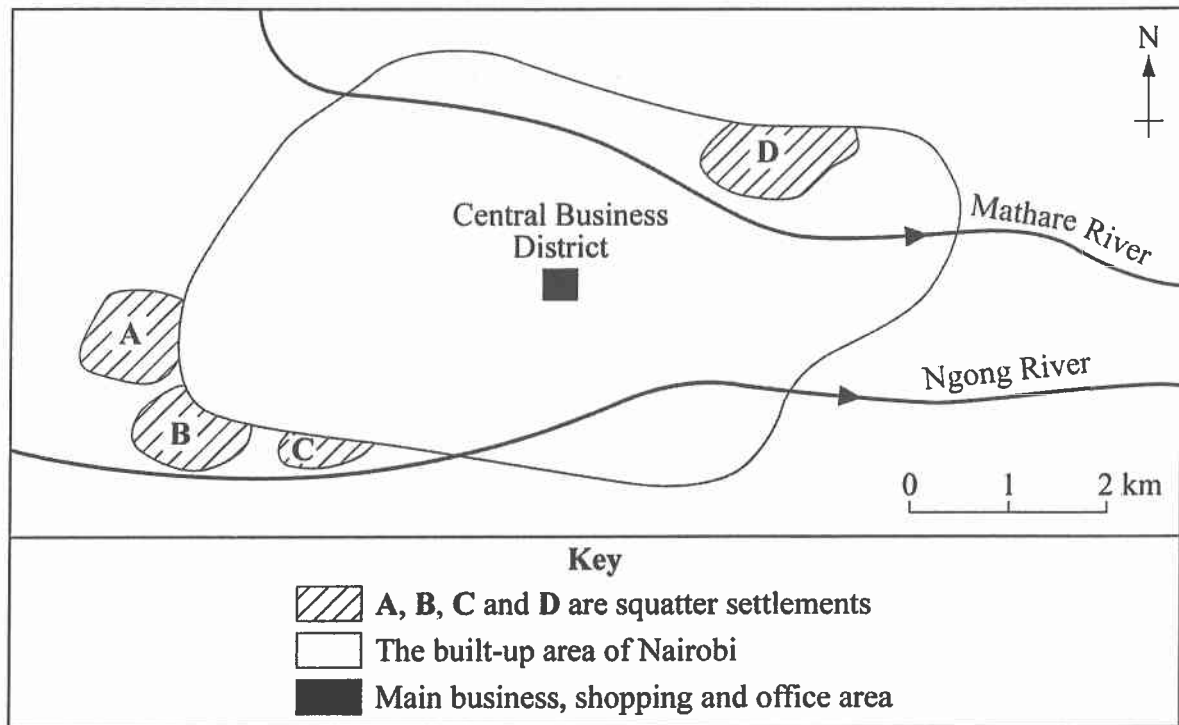 N
D
Central Business
District
Mathare River
A
Ngong River
B
C
0 1 2 km
Key
A, B, C and D are squatter settlements
The built-up area of Nairobi
Main business, shopping and office area